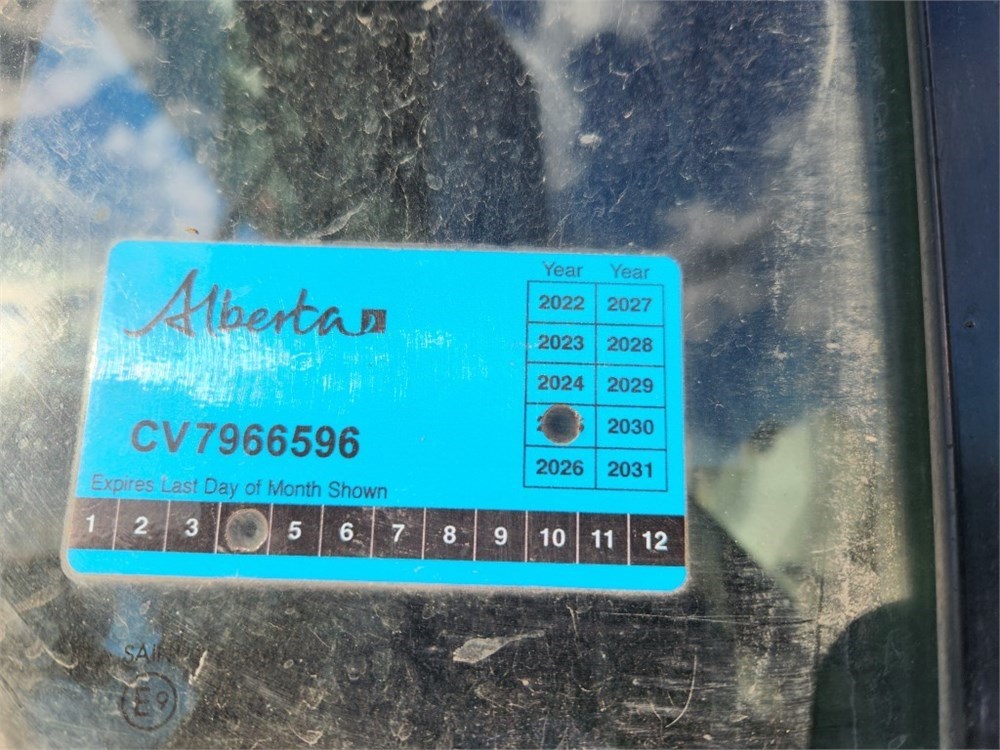 Alberta
Year Year
2022 2027
2023 2028
2024 2029
2030
2026 2031
CV7966596
Expires Last Day of Month Shown
1 2 3 5 6 7 8 9 10 11 12
E9